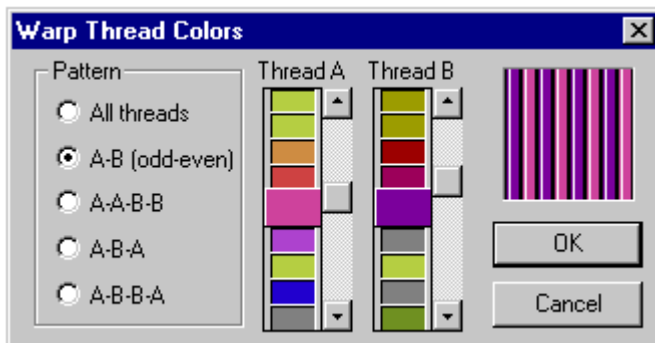 Warp Thread Colors
Pattern
All threads
A-B (odd-even)
A-A-B-B
A-B-A
A-B-B-A
Thread A
Thread B
OK
Cancel